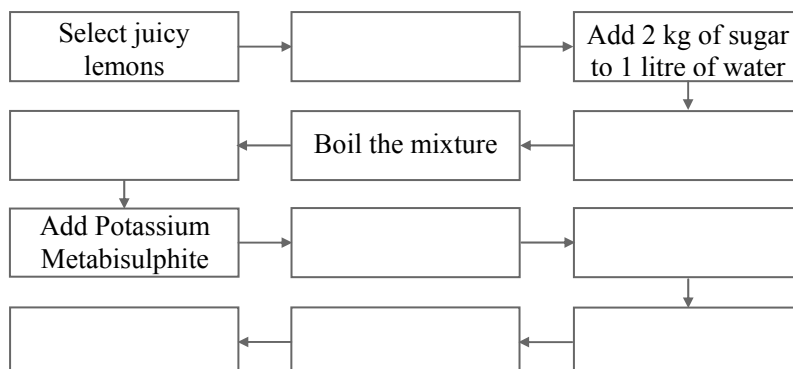 Select juicy
lemons
Add 2 kg of sugar
to 1 litre of water
Boil the mixture
Add Potassium
Metabisulphite